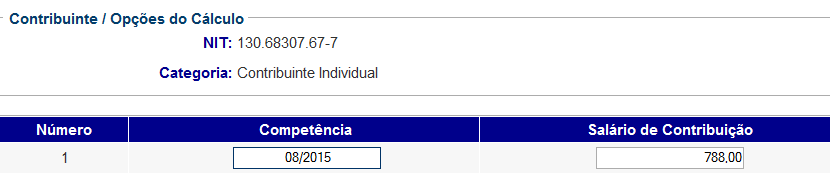 Contribuinte / Opções do Cálculo
NIT: 130.68307.67-7
Categoria: Contribuinte Individual
Número Competência Salário de Contribuição
1 08/2015 788,00